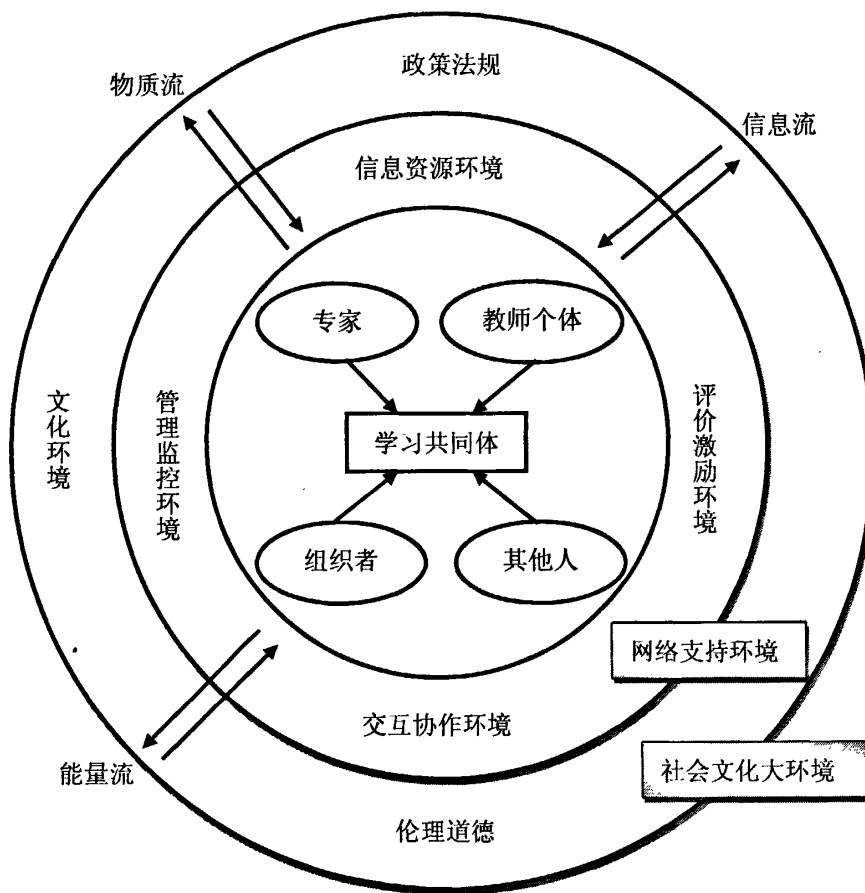 政策法规
物质流
信息流
信息资源环境
专家
教师个体
文化环境
管理监控环境
学习共同体
评价激励环境
组织者
其他人
网络支持环境
交互协作环境
能量流
社会文化大环境
伦理道德